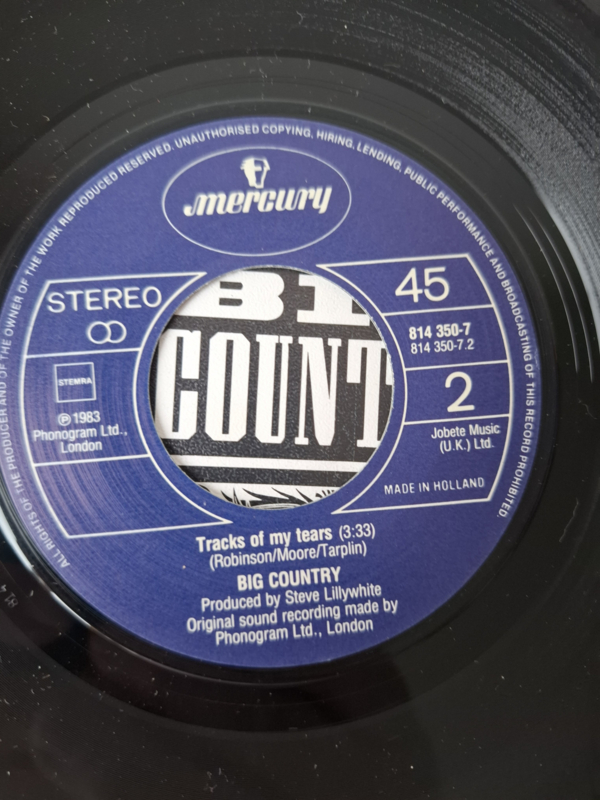 ALL RIGHTS OF THE PRODUCER AND OF THE OWNER OF THE WORK REPRODUCED RESERVED. UNAUTHORISED COPYING, HIRING, LENDING, PUBLIC PERFORMANCE AND BROADCASTING OF THIS RECORD PROHIBITED.
mercury
STEREO
STEMRA
℗ 1983
Phonogram Ltd.,
London
BI
COUNT
45
814 350-7
814 350-7.2
2
Jobete Music
(U.K.) Ltd.
MADE IN HOLLAND
Tracks of my tears (3:33)
(Robinson/Moore/Tarplin)
BIG COUNTRY
Produced by Steve Lillywhite
Original sound recording made by
Phonogram Ltd., London